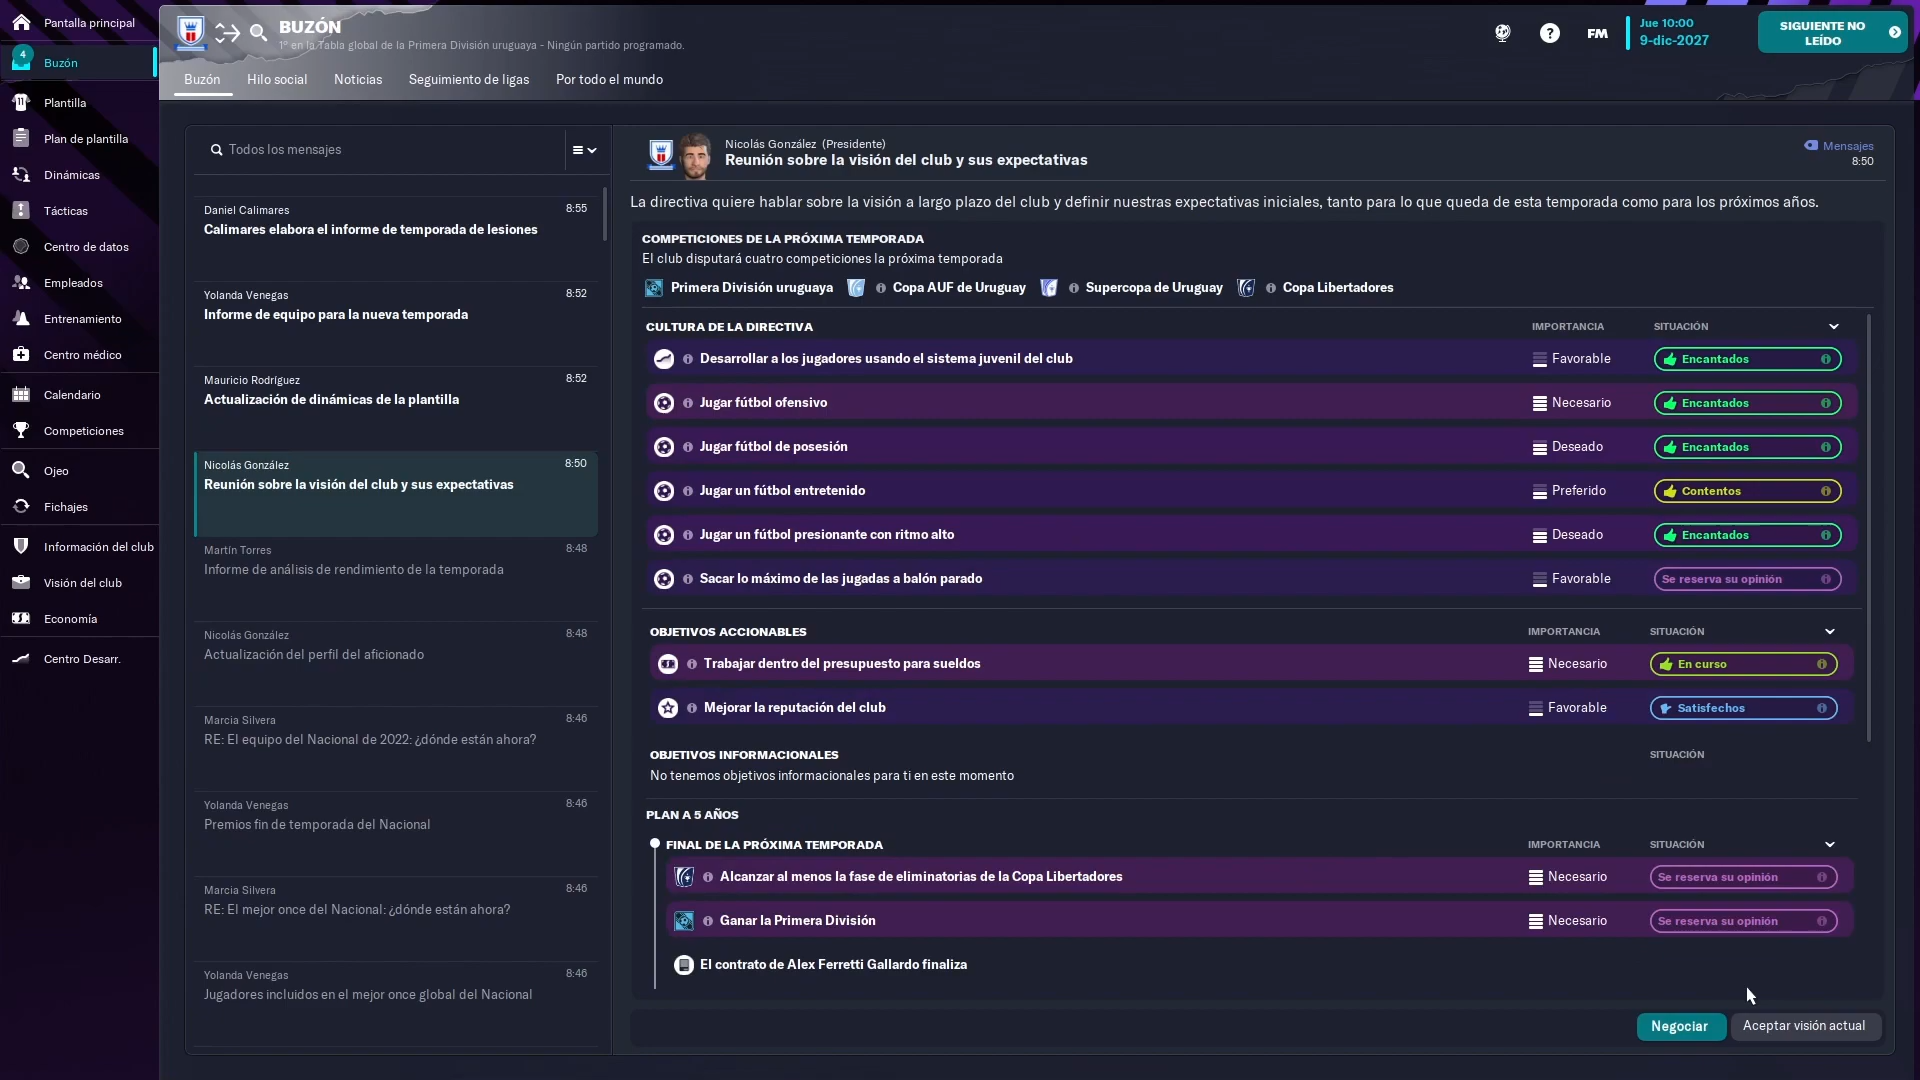 Pantalla principal
4
Buzón
Plantilla
Plan de plantilla
Dinámicas
Tácticas
Centro de datos
Empleados
Entrenamiento
Centro médico
Calendario
Competiciones
Ojeo
Fichajes
Información del club
Visión del club
Economía
Centro Desarr.
BUZÓN
1º en la Tabla global de la Primera División uruguaya - Ningún partido programado.
FM
Jue 10:00
9-dic-2027
SIGUIENTE NO LEÍDO
Buzón
Hilo social
Noticias
Seguimiento de ligas
Por todo el mundo
Todos los mensajes
Daniel Calimares 8:55
Calimares elabora el informe de temporada de lesiones
Yolanda Venegas 8:52
Informe de equipo para la nueva temporada
Mauricio Rodríguez 8:52
Actualización de dinámicas de la plantilla
Nicolás González 8:50
Reunión sobre la visión del club y sus expectativas
Martín Torres 8:48
Informe de análisis de rendimiento de la temporada
Nicolás González 8:48
Actualización del perfil del aficionado
Marcia Silvera 8:46
RE: El equipo del Nacional de 2022: ¿dónde están ahora?
Yolanda Venegas 8:46
Premios fin de temporada del Nacional
Marcia Silvera 8:46
RE: El mejor once del Nacional: ¿dónde están ahora?
Yolanda Venegas 8:46
Jugadores incluidos en el mejor once global del Nacional
Nicolás González (Presidente)
Reunión sobre la visión del club y sus expectativas
Mensajes
8:50
La directiva quiere hablar sobre la visión a largo plazo del club y definir nuestras expectativas iniciales, tanto para lo que queda de esta temporada como para los próximos años.
COMPETICIONES DE LA PRÓXIMA TEMPORADA
El club disputará cuatro competiciones la próxima temporada
Primera División uruguaya Copa AUF de Uruguay Supercopa de Uruguay Copa Libertadores
CULTURA DE LA DIRECTIVA IMPORTANCIA SITUACIÓN
Desarrollar a los jugadores usando el sistema juvenil del club Favorable Encantados
Jugar fútbol ofensivo Necesario Encantados
Jugar fútbol de posesión Deseado Encantados
Jugar un fútbol entretenido Preferido Contentos
Jugar un fútbol presionante con ritmo alto Deseado Encantados
Sacar lo máximo de las jugadas a balón parado Favorable Se reserva su opinión
OBJETIVOS ACCIONABLES IMPORTANCIA SITUACIÓN
Trabajar dentro del presupuesto para sueldos Necesario En curso
Mejorar la reputación del club Favorable Satisfechos
OBJETIVOS INFORMACIONALES SITUACIÓN
No tenemos objetivos informacionales para ti en este momento
PLAN A 5 AÑOS
FINAL DE LA PRÓXIMA TEMPORADA IMPORTANCIA SITUACIÓN
Alcanzar al menos la fase de eliminatorias de la Copa Libertadores Necesario Se reserva su opinión
Ganar la Primera División Necesario Se reserva su opinión
El contrato de Alex Ferretti Gallardo finaliza
Negociar
Aceptar visión actual